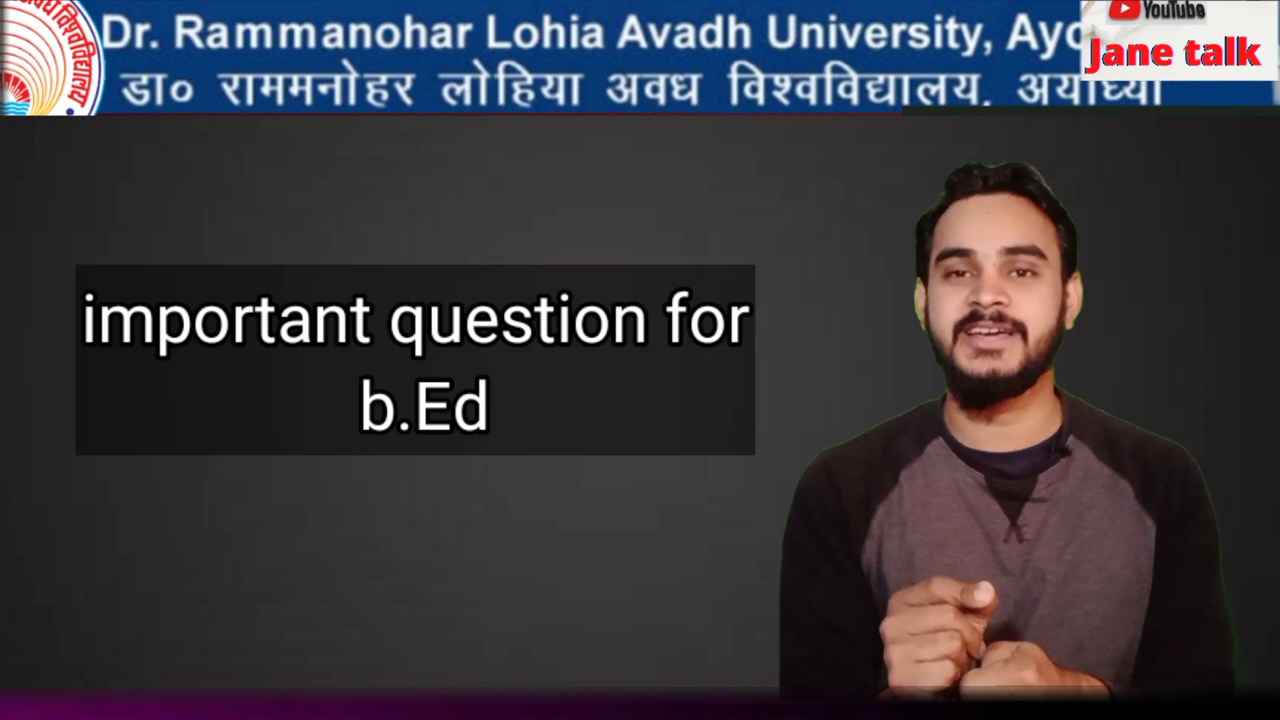 Dr. Rammanohar Lohia Avadh University,
डा० राममनोहर लोहिया अवध विश्वविद्यालय, अयोध्या
YouTube
Jane talk
important question for
b.Ed